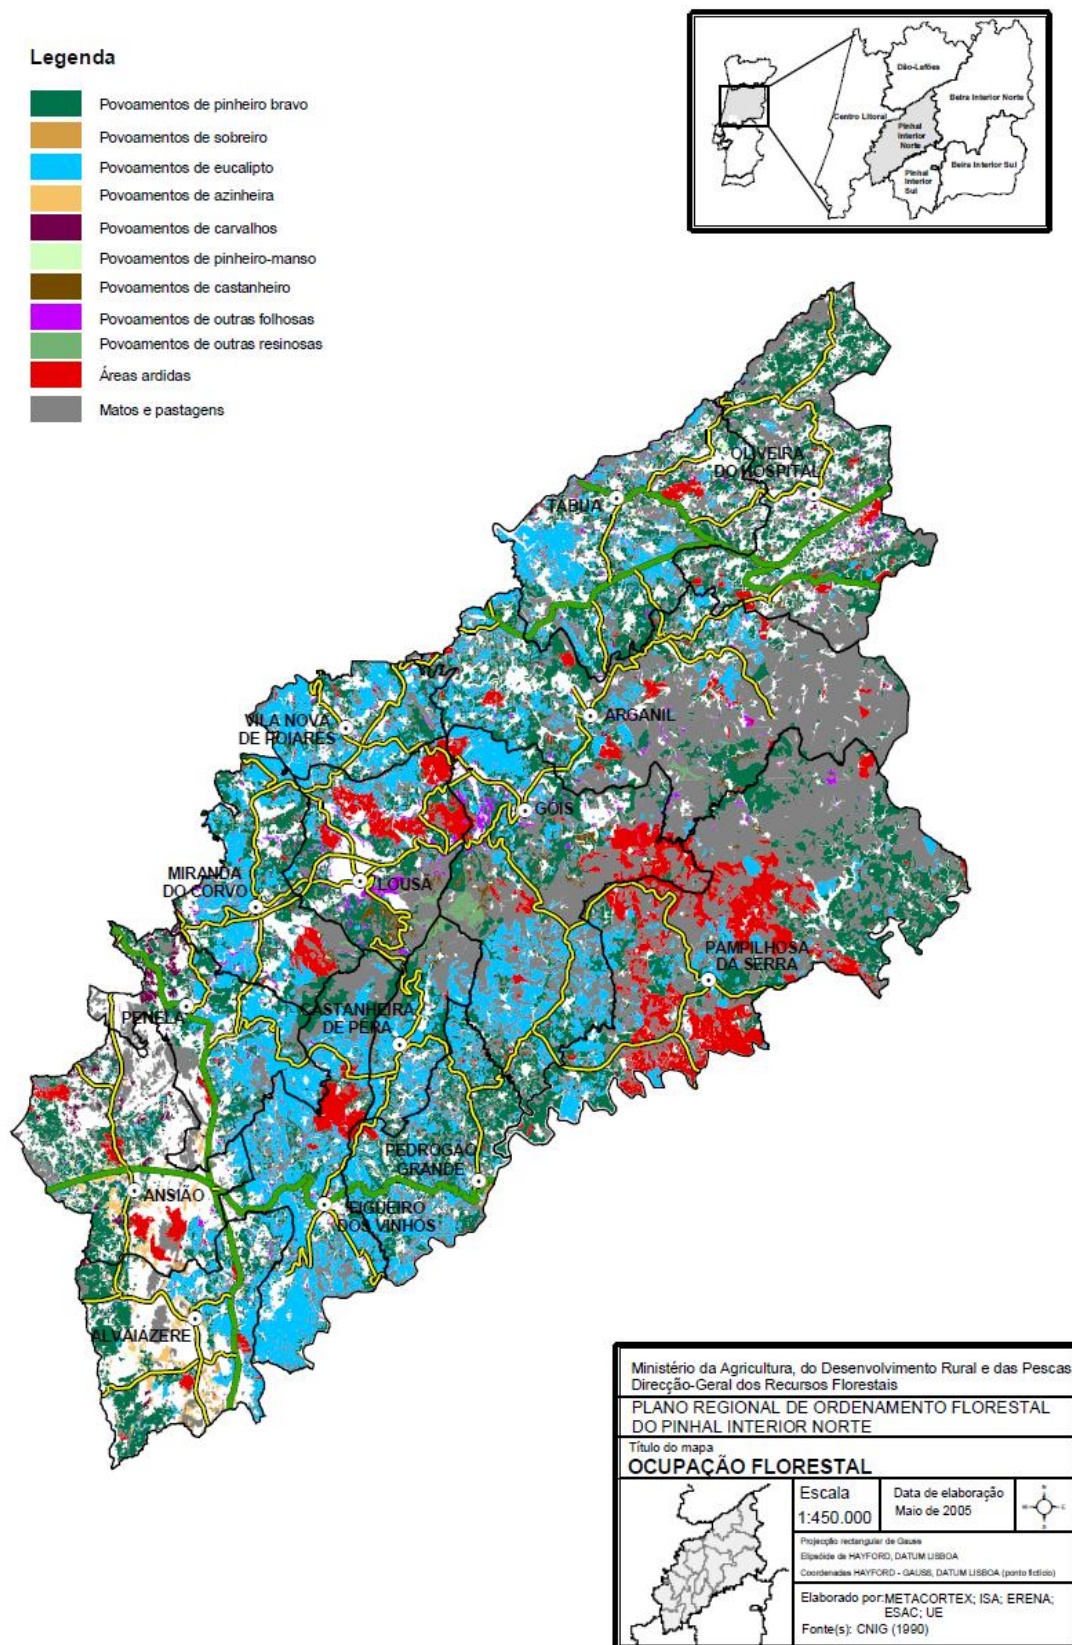 Legenda
Povoamentos de pinheiro bravo
Povoamentos de sobreiro
Povoamentos de eucalipto
Povoamentos de azinheira
Povoamentos de carvalhos
Povoamentos de pinheiro-manso
Povoamentos de castanheiro
Povoamentos de outras folhosas
Povoamentos de outras resinosas
Áreas ardidas
Matos e pastagens
Dão-Lafões
Beira Interior Norte
Centro Litoral
Pinhal
Interior
Norte
Beira Interior Sul
Pinhal
Interior
Sul
OLIVEIRA
DO HOSPITAL
TÁBUA
ARGANIL
VILA NOVA
DE POIARES
GÓIS
MIRANDA
DO CORVO
LOUSÃ
PAMPILHOSA
DA SERRA
CASTANHEIRA
DE PERA
PENELA
PEDROGÃO
GRANDE
ANSIÃO
FIGUEIRO
DOS VINHOS
ALVAIÁZERE
Ministério da Agricultura, do Desenvolvimento Rural e das Pescas
Direcção-Geral dos Recursos Florestais
PLANO REGIONAL DE ORDENAMENTO FLORESTAL
DO PINHAL INTERIOR NORTE
Título do mapa
OCUPAÇÃO FLORESTAL
Escala
1:450.000
Data de elaboração
Maio de 2005
Projecção rectangular de Gauss
Elipsóide de HAYFORD, DATUM LISBOA
Coordenadas HAYFORD - GAUSS, DATUM LISBOA (ponto fictício)
Elaborado por:METACORTEX; ISA; ERENA;
ESAC; UE
Fonte(s): CNIG (1990)